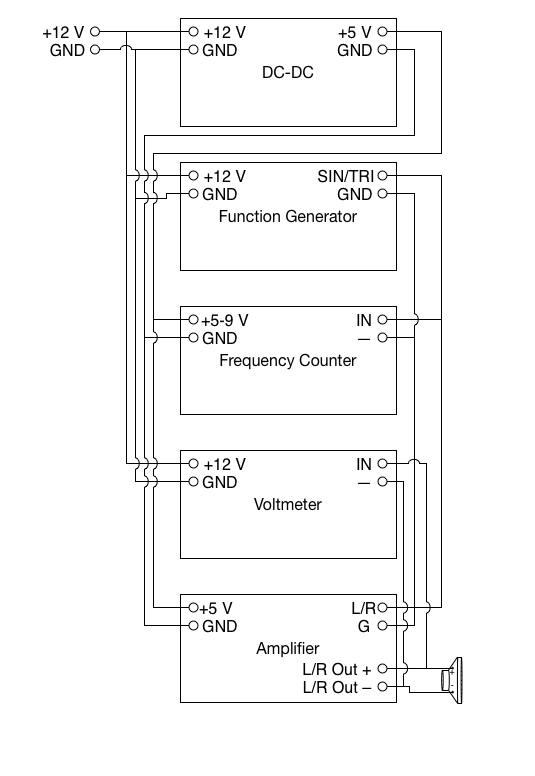 +12 V +12 V +5 V
GND GND GND
DC-DC
+12 V SIN/TRI
GND GND
Function Generator
+5-9 V IN
GND —
Frequency Counter
+12 V IN
GND —
Voltmeter
+5 V L/R
GND G
Amplifier
L/R Out +
L/R Out –